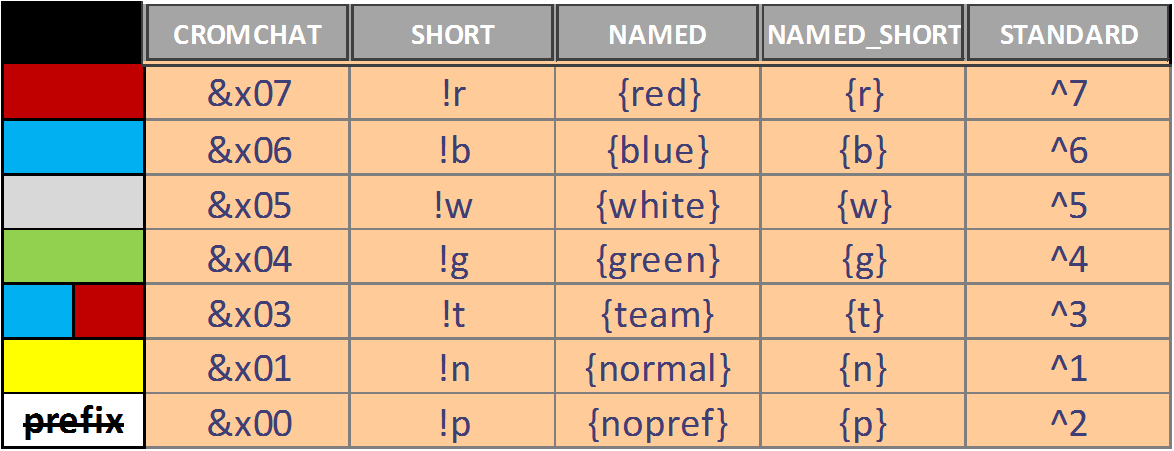 CROMCHAT SHORT NAMED NAMED_SHORT STANDARD
&x07 !r {red} {r} ^7
&x06 !b {blue} {b} ^6
&x05 !w {white} {w} ^5
&x04 !g {green} {g} ^4
&x03 !t {team} {t} ^3
&x01 !n {normal} {n} ^1
prefix &x00 !p {nopref} {p} ^2